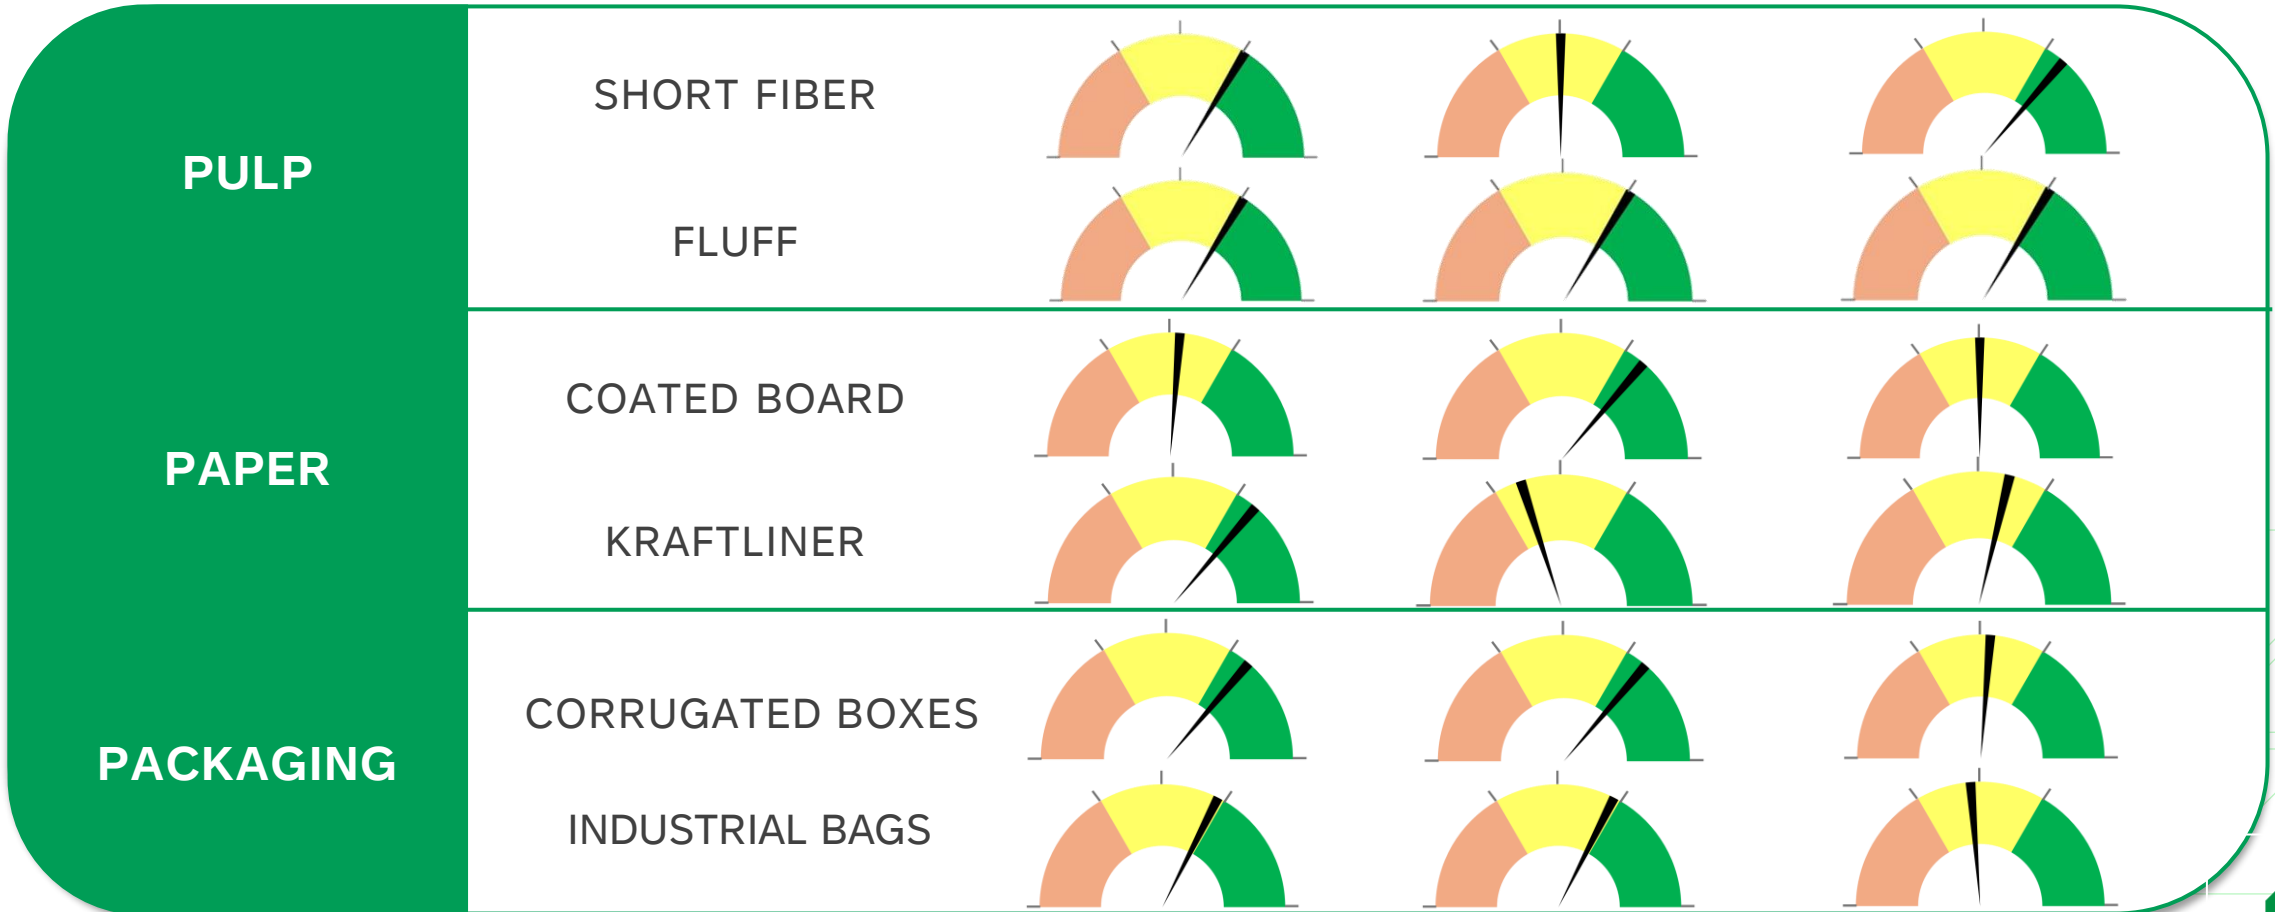 PULP
SHORT FIBER
FLUFF
PAPER
COATED BOARD
KRAFTLINER
PACKAGING
CORRUGATED BOXES
INDUSTRIAL BAGS